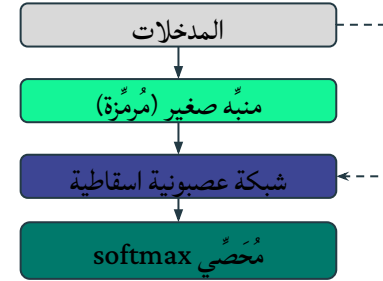 المدخلات
منبِّه صغير (مُرمِّزة)
شبكة عصبونية اسقاطية
مُحَصِّي softmax